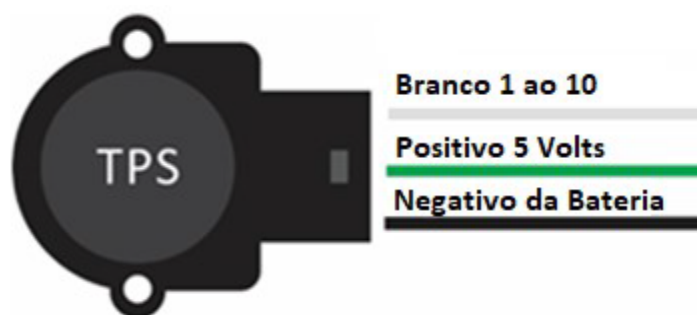 TPS
Branco 1 ao 10
Positivo 5 Volts
Negativo da Bateria